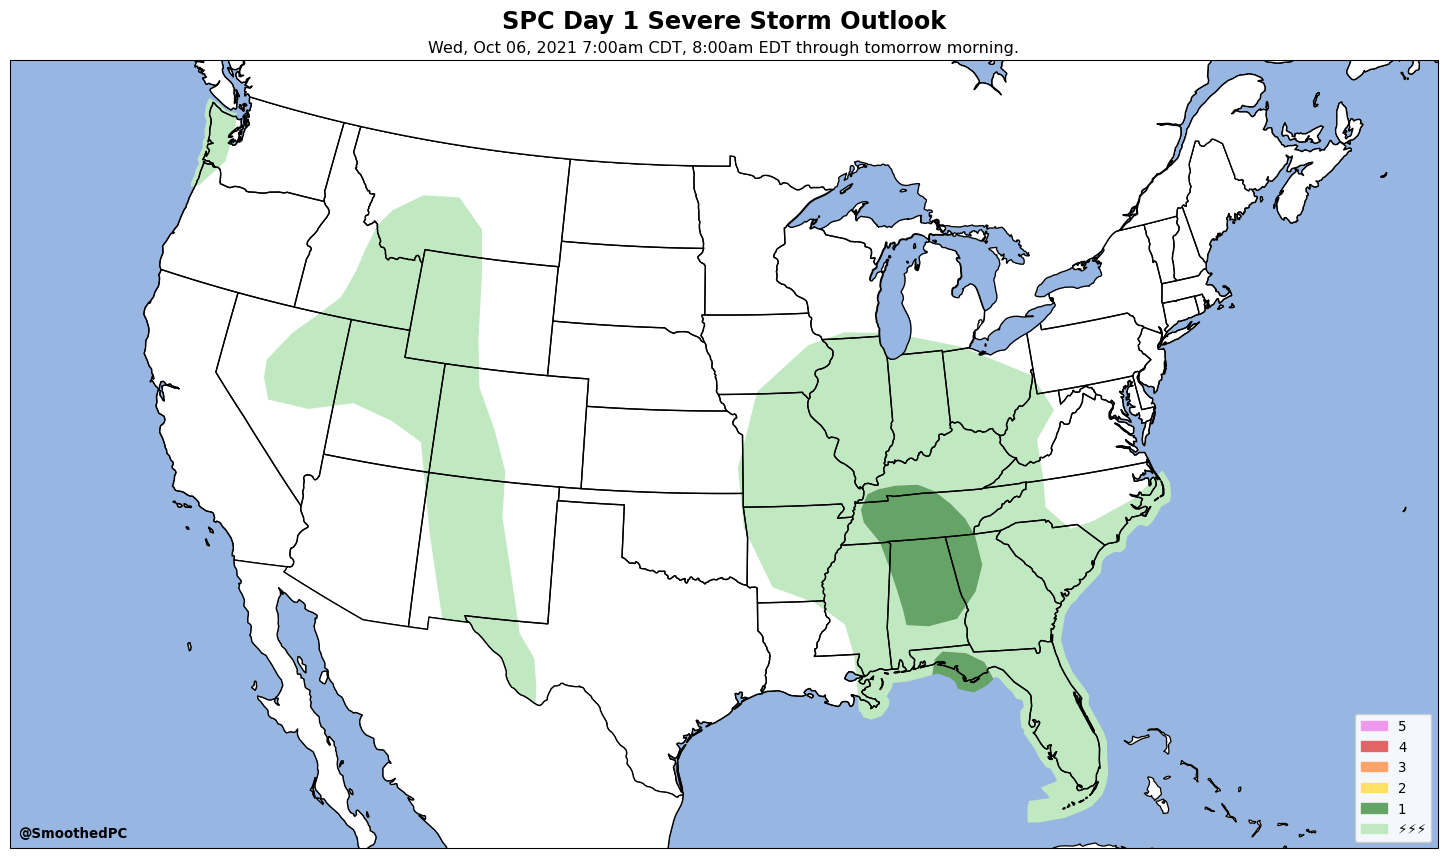 SPC Day 1 Severe Storm Outlook
Wed, Oct 06, 2021 7:00am CDT, 8:00am EDT through tomorrow morning.
5
4
3
2
1
⚡⚡⚡
@SmoothedPC